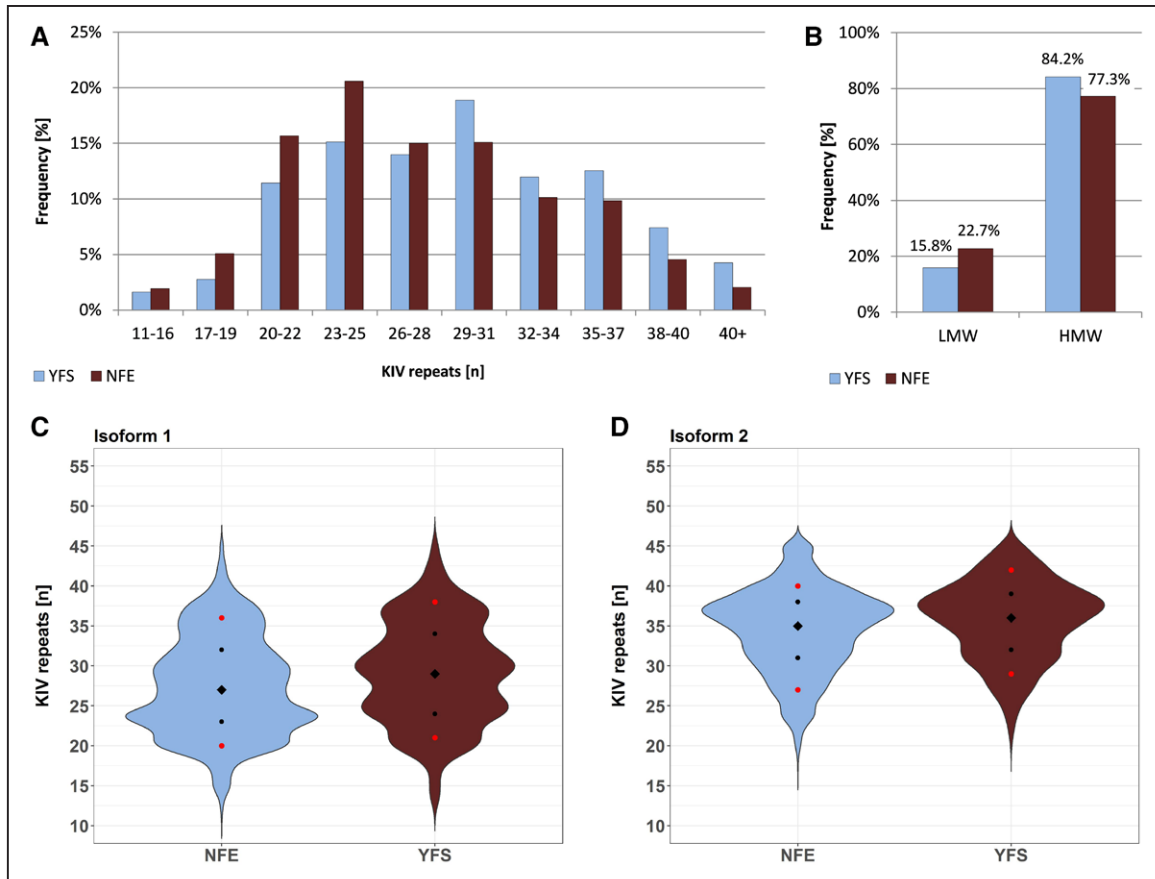 A
25%
20%
15%
10%
5%
0%
Frequency [%]
11-16 17-19 20-22 23-25 26-28 29-31 32-34 35-37 38-40 40+
KIV repeats [n]
YFS NFE
B
100%
80%
60%
40%
20%
0%
Frequency [%]
84.2%
77.3%
15.8%
22.7%
LMW HMW
YFS NFE
C
Isoform 1
55
50
45
40
35
30
25
20
15
10
KIV repeats [n]
NFE YFS
D
Isoform 2
55
50
45
40
35
30
25
20
15
10
KIV repeats [n]
NFE YFS